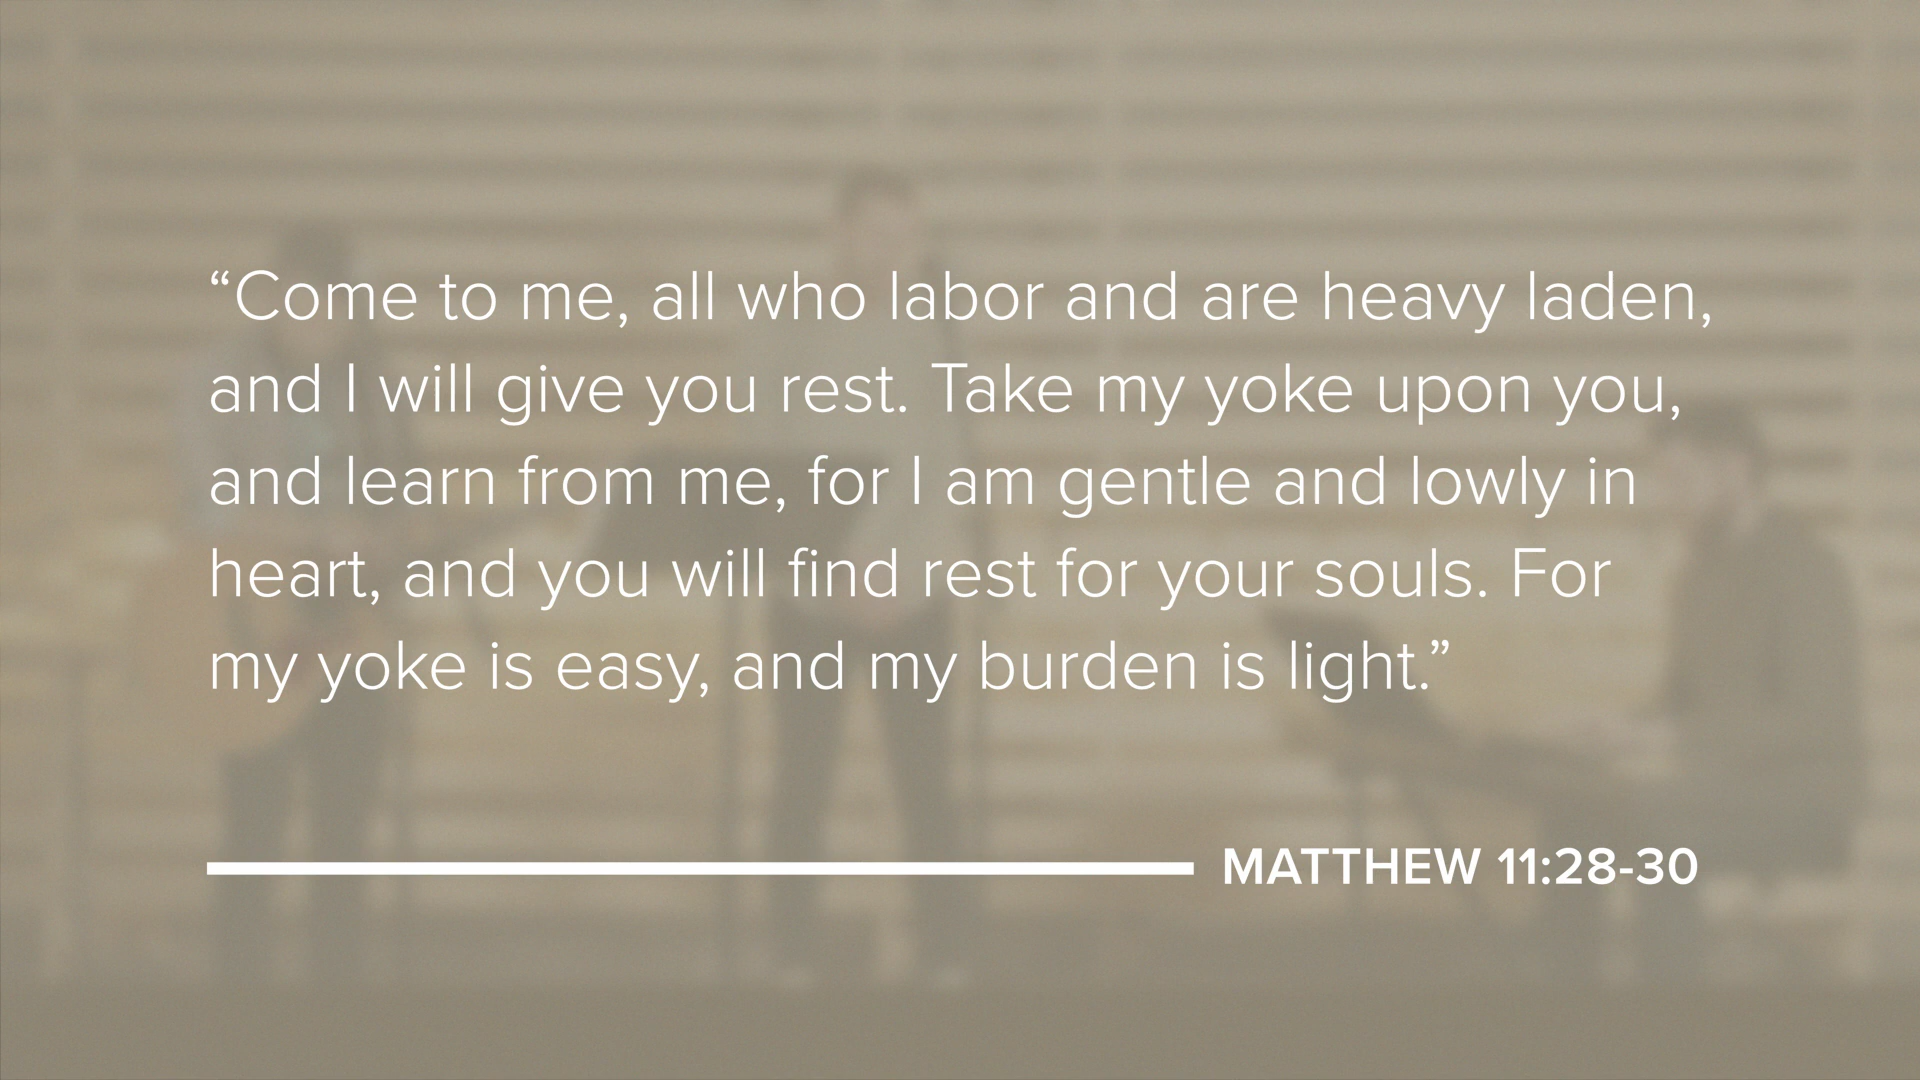 “Come to me, all who labor and are heavy laden,
and I will give you rest. Take my yoke upon you,
and learn from me, for I am gentle and lowly in
heart, and you will find rest for your souls. For
my yoke is easy, and my burden is light.”
MATTHEW 11:28-30